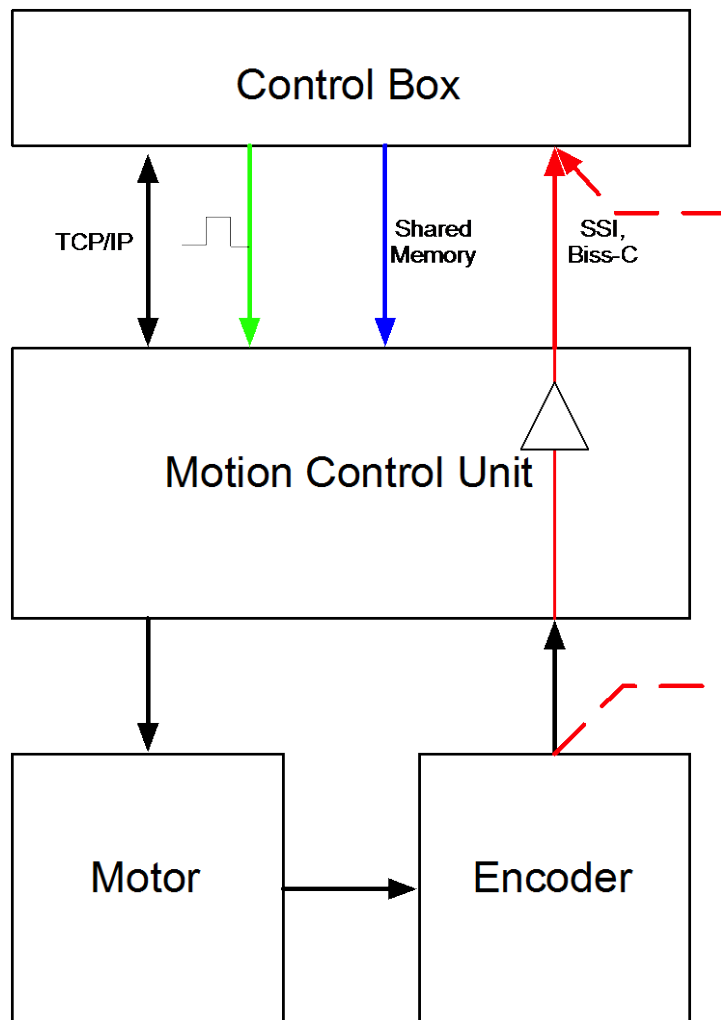 Control Box
TCP/IP
Shared
Memory
SSI,
Biss-C
Motion Control Unit
Motor
Encoder